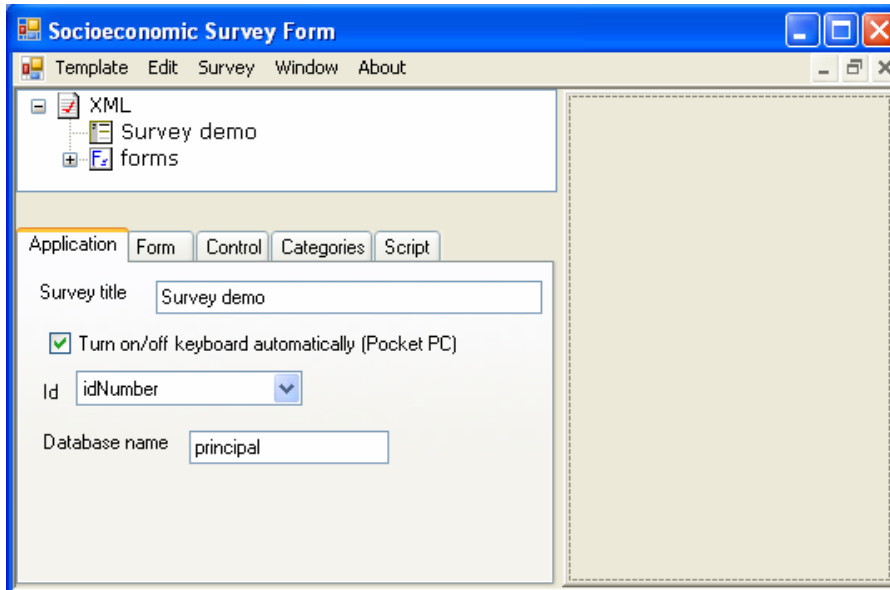 Socioeconomic Survey Form
Template Edit Survey Window About
XML
Survey demo
forms
Application Form Control Categories Script
Survey title Survey demo
Turn on/off keyboard automatically (Pocket PC)
Id idNumber
Database name principal